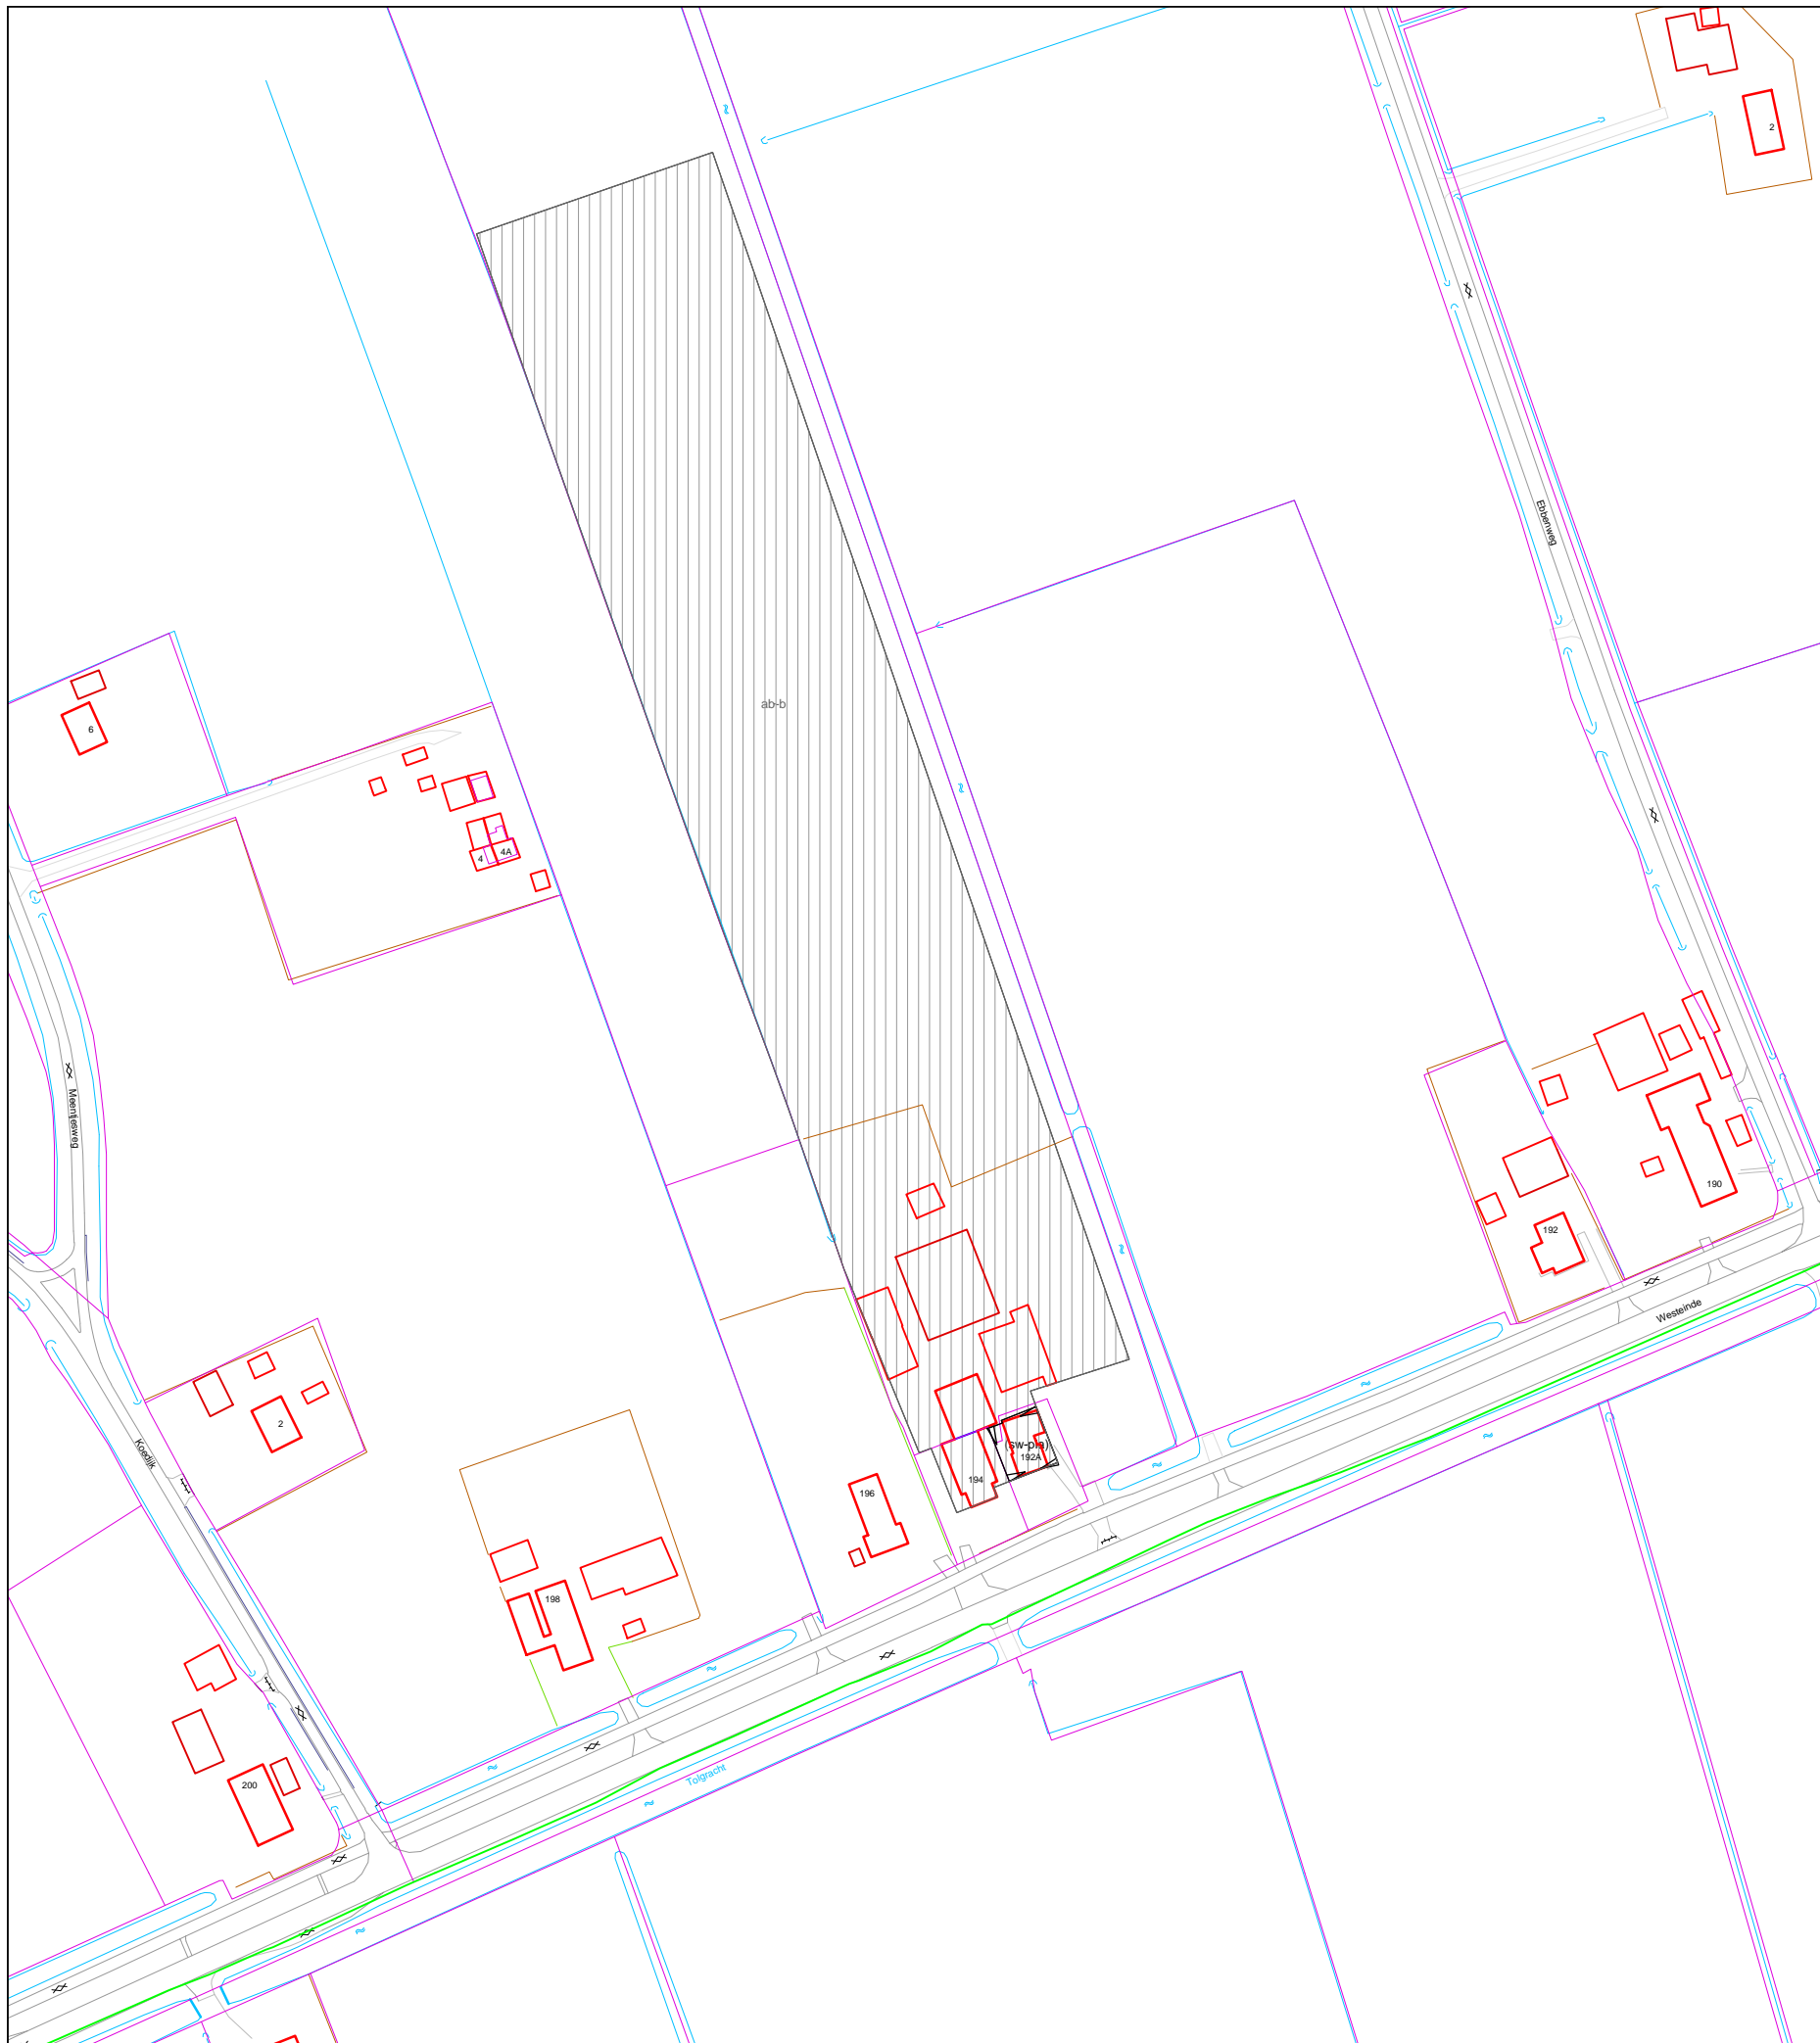 2
Ebbenweg
ab-b
6
4
4A
Meentjesweg
190
192
2
Koedijk
(sw-plg)
192A
194
196
Westeinde
198
200
Tolgracht